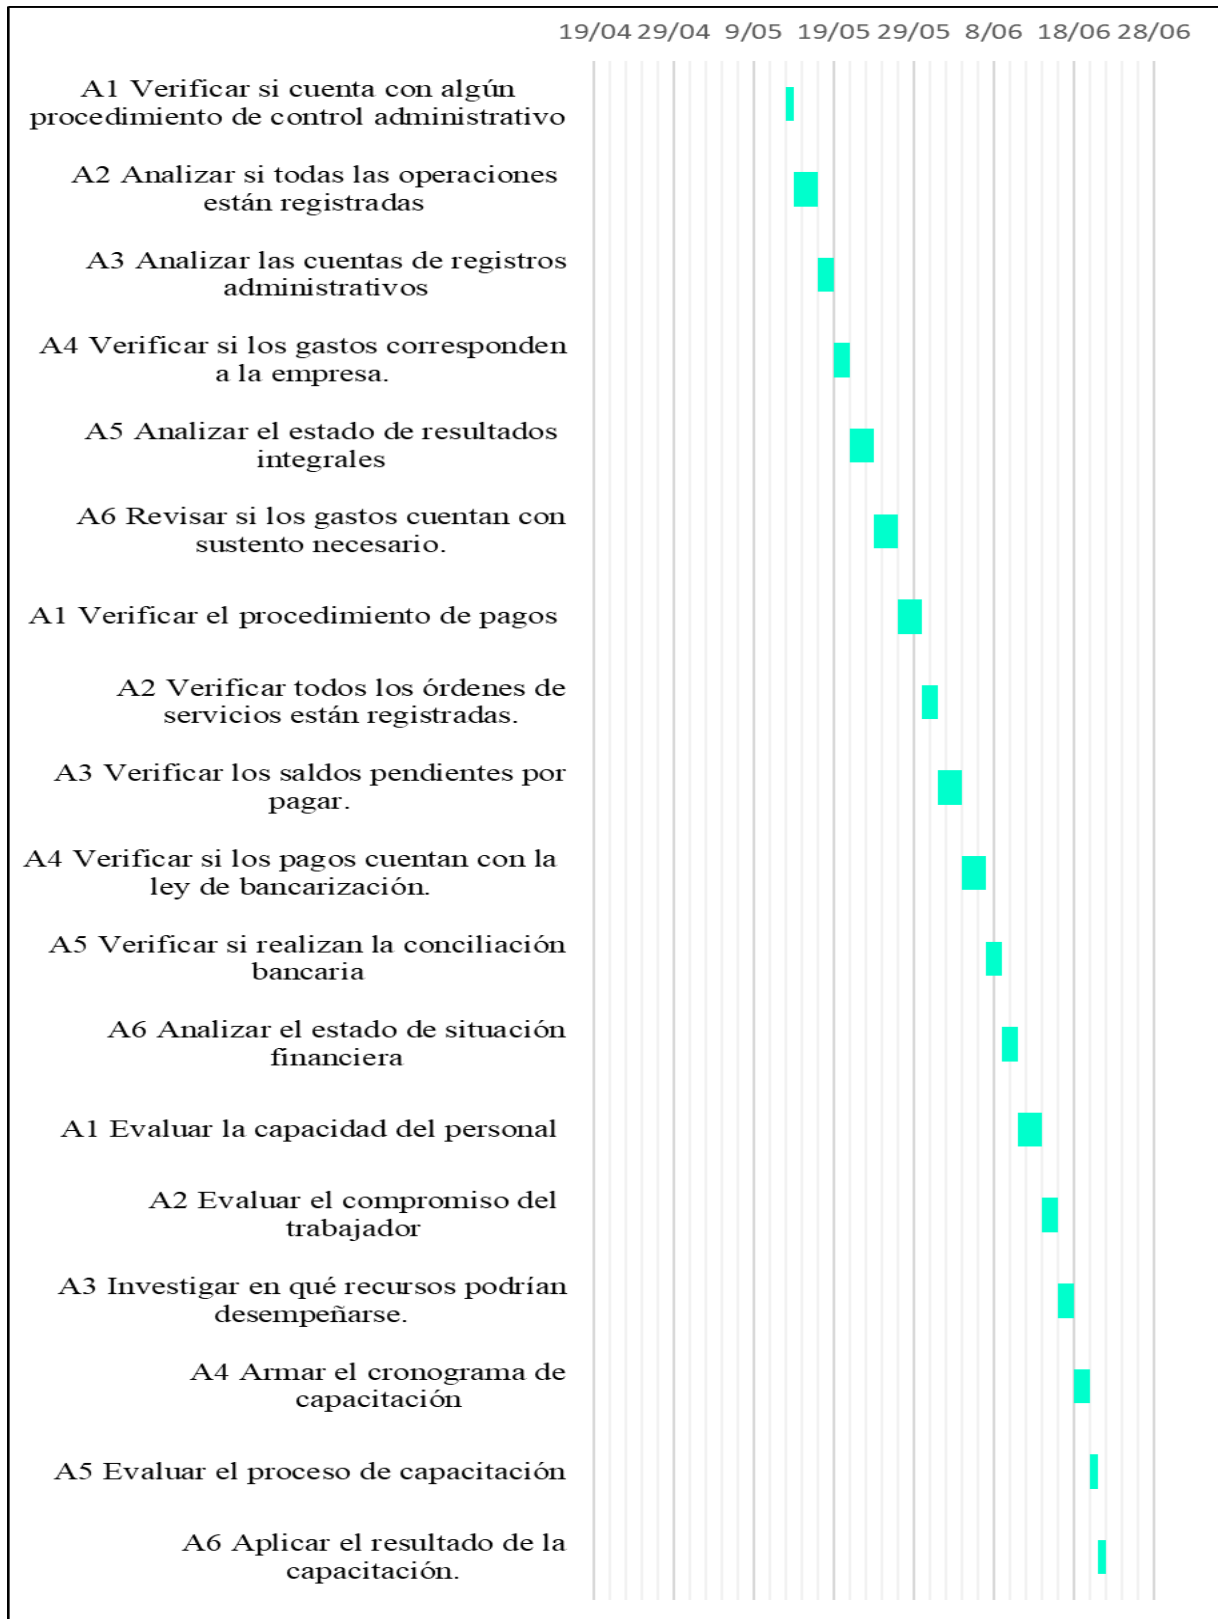 19/04 29/04 9/05 19/05 29/05 8/06 18/06 28/06
A1 Verificar si cuenta con algún
procedimiento de control administrativo
A2 Analizar si todas las operaciones
están registradas
A3 Analizar las cuentas de registros
administrativos
A4 Verificar si los gastos corresponden
a la empresa.
A5 Analizar el estado de resultados
integrales
A6 Revisar si los gastos cuentan con
sustento necesario.
A1 Verificar el procedimiento de pagos
A2 Verificar todos los órdenes de
servicios están registradas.
A3 Verificar los saldos pendientes por
pagar.
A4 Verificar si los pagos cuentan con la
ley de bancarización.
A5 Verificar si realizan la conciliación
bancaria
A6 Analizar el estado de situación
financiera
A1 Evaluar la capacidad del personal
A2 Evaluar el compromiso del
trabajador
A3 Investigar en qué recursos podrían
desempeñarse.
A4 Armar el cronograma de
capacitación
A5 Evaluar el proceso de capacitación
A6 Aplicar el resultado de la
capacitación.